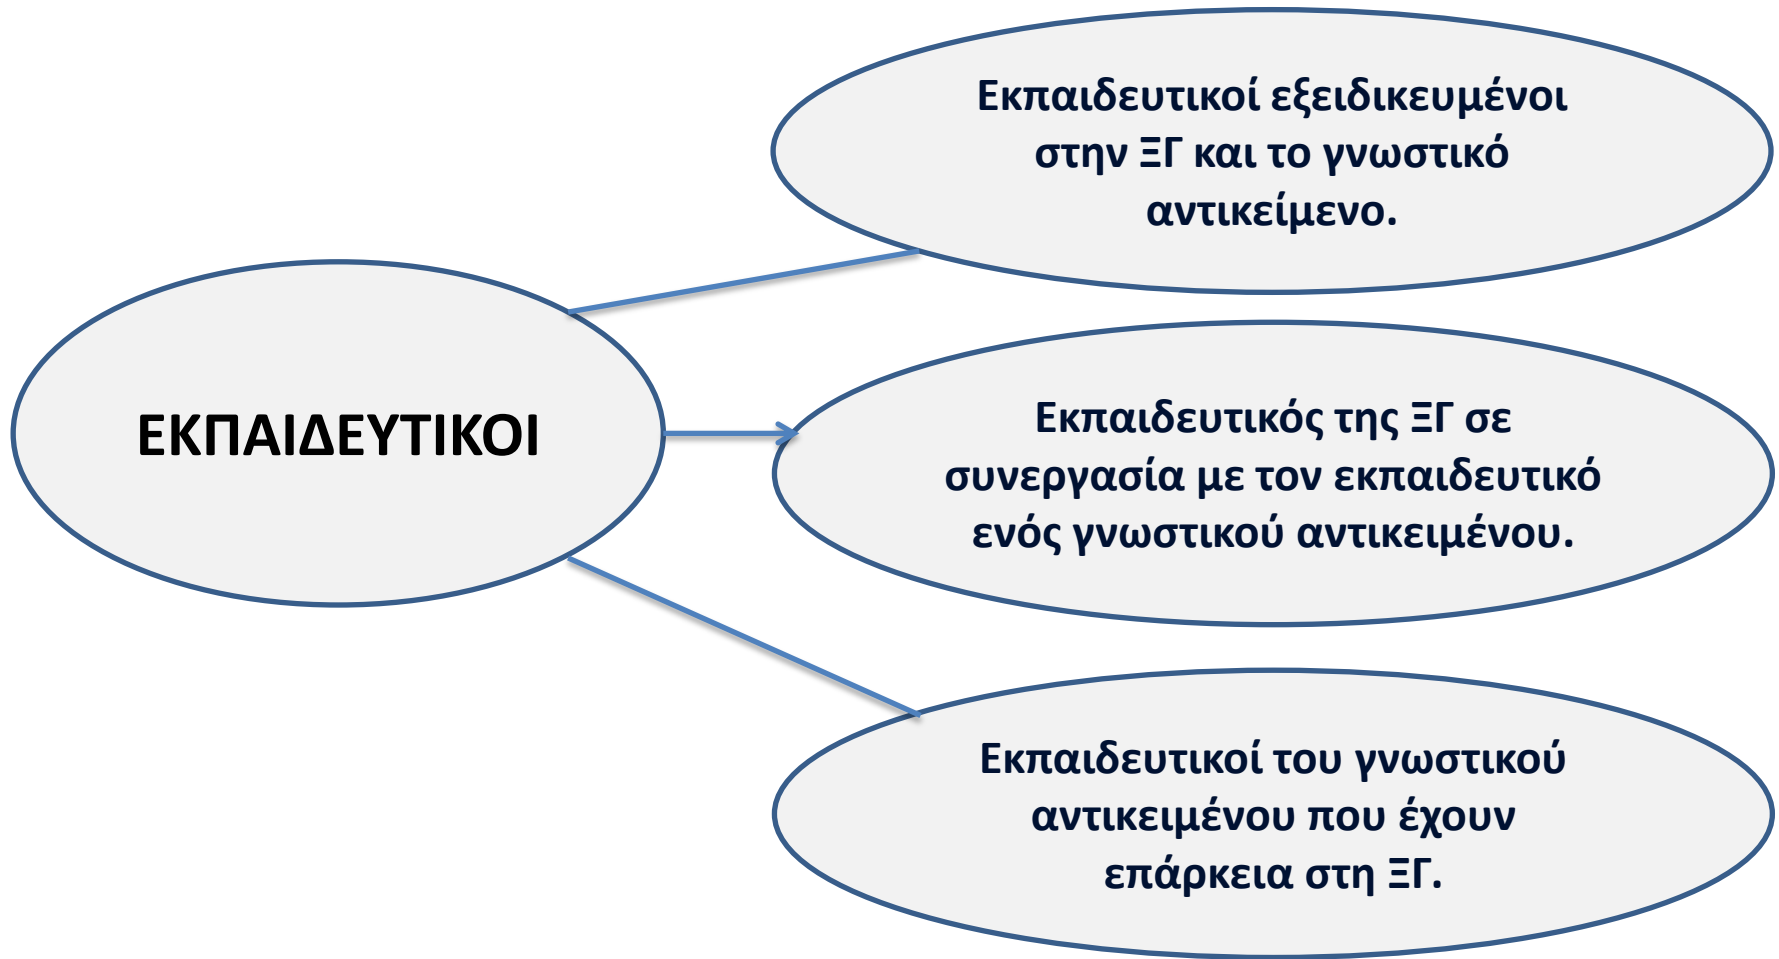 Εκπαιδευτικοί εξειδικευμένοι
στην ΞΓ και το γνωστικό
αντικείμενο.
ΕΚΠΑΙΔΕΥΤΙΚΟΙ
Εκπαιδευτικός της ΞΓ σε
συνεργασία με τον εκπαιδευτικό
ενός γνωστικού αντικειμένου.
Εκπαιδευτικοί του γνωστικού
αντικειμένου που έχουν
επάρκεια στη ΞΓ.